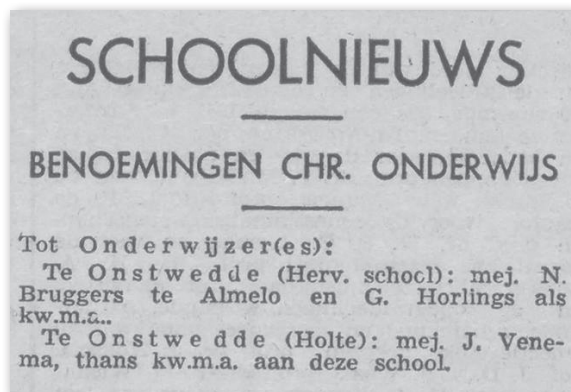 SCHOOLNIEUWS
BENOEMINGEN CHR. ONDERWIJS
Tot Onderwijzer(es):
Te Onstwedde (Herv. school): mej. N.
Bruggers te Almelo en G. Horlings als
kw.m.a..
Te Onstwedde (Holte): mej. J. Vene-
ma, thans kw.m.a. aan deze school.